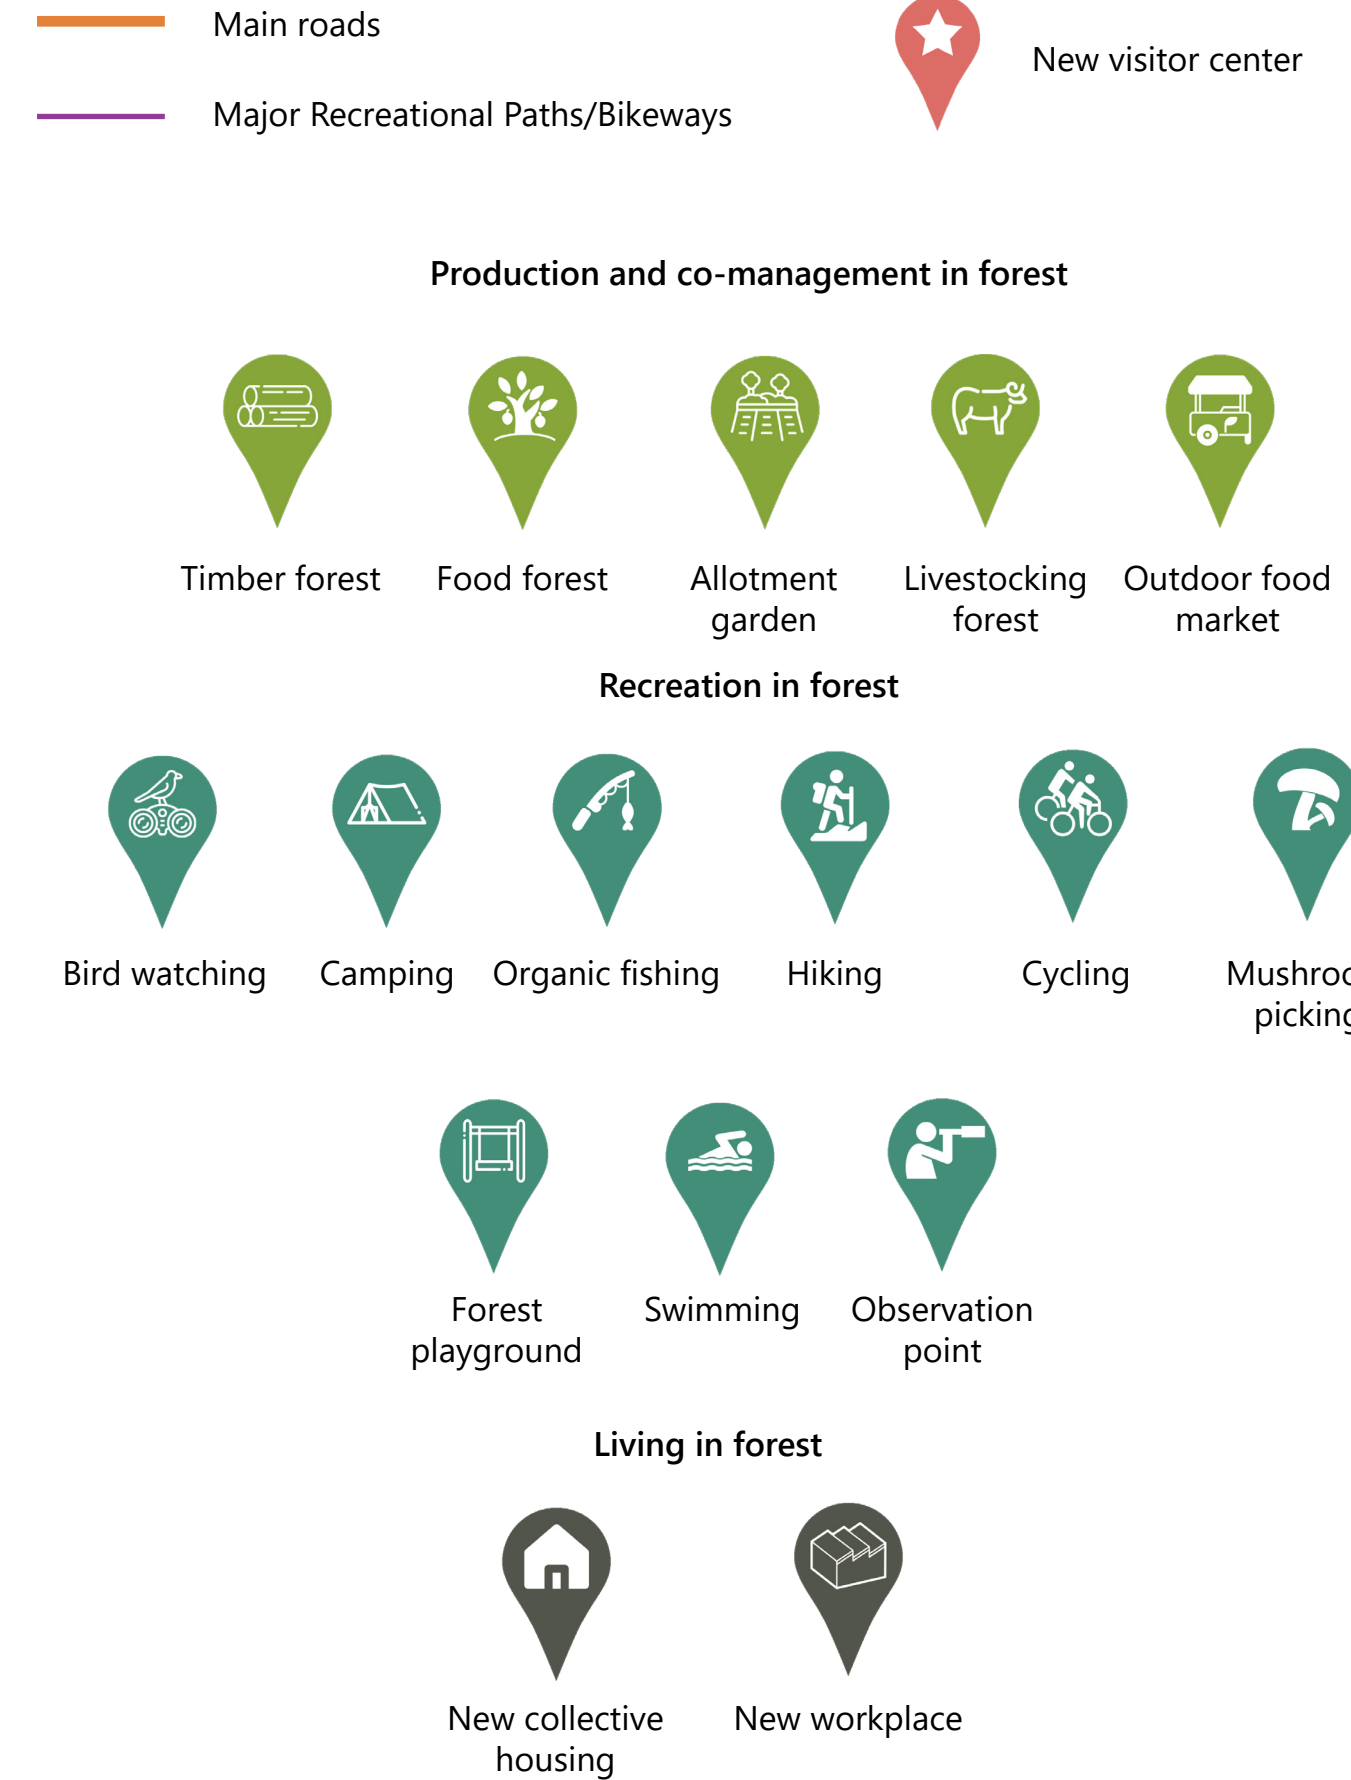 Main roads
New visitor center
Major Recreational Paths/Bikeways
Production and co-management in forest
Timber forest
Food forest
Allotment
garden
Livestocking
forest
Outdoor food
market
Recreation in forest
Bird watching
Camping
Organic fishing
Hiking
Cycling
picking
Forest
playground
Swimming
Observation
point
Living in forest
New collective
housing
New workplace